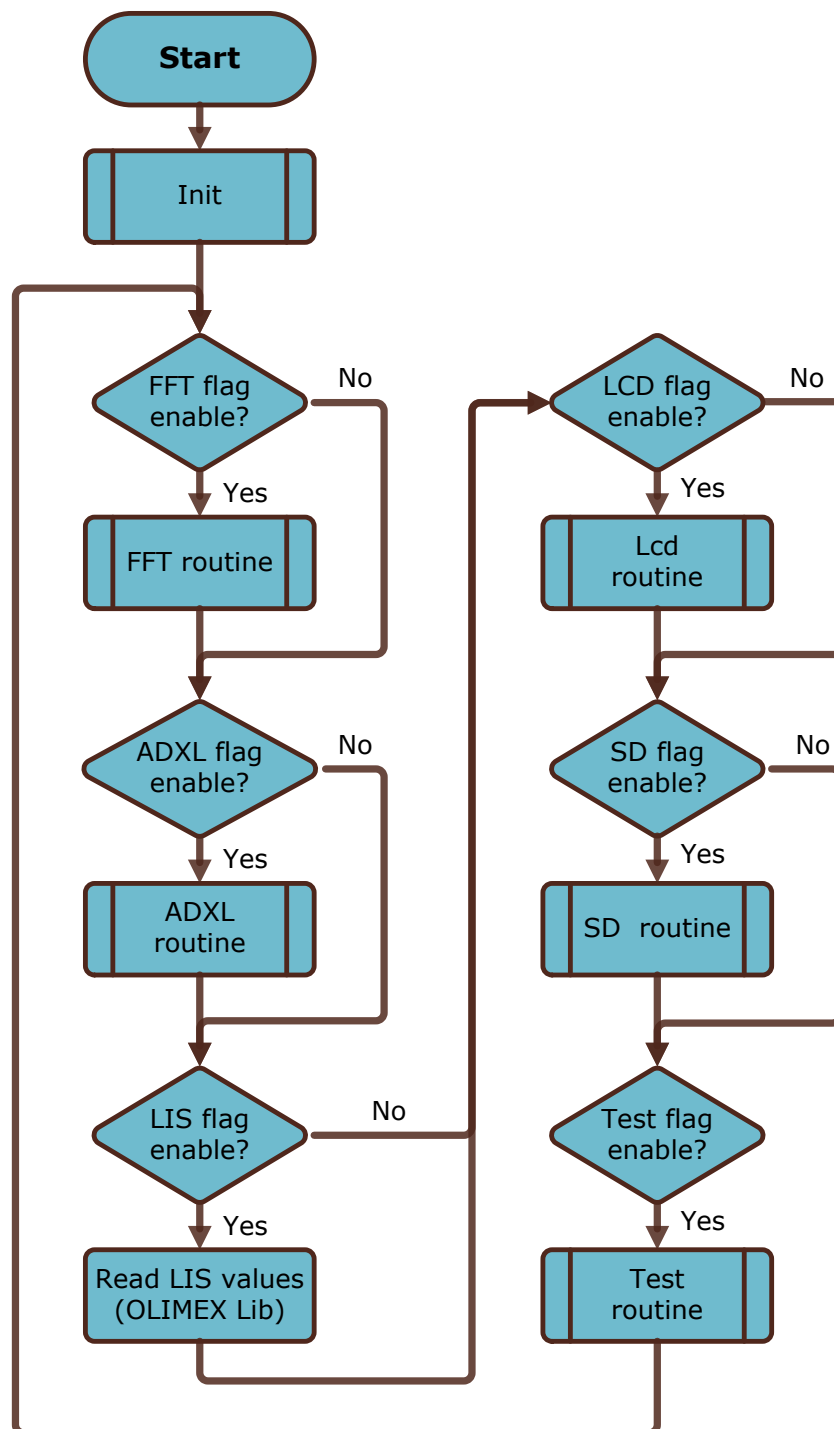 Start
Init
FFT flag
enable?
No
Yes
FFT routine
ADXL flag
enable?
No
Yes
ADXL
routine
LIS flag
enable?
No
Yes
Read LIS values
(OLIMEX Lib)
LCD flag
enable?
No
Yes
Lcd
routine
SD flag
enable?
No
Yes
SD  routine
Test flag
enable?
Yes
Test
routine